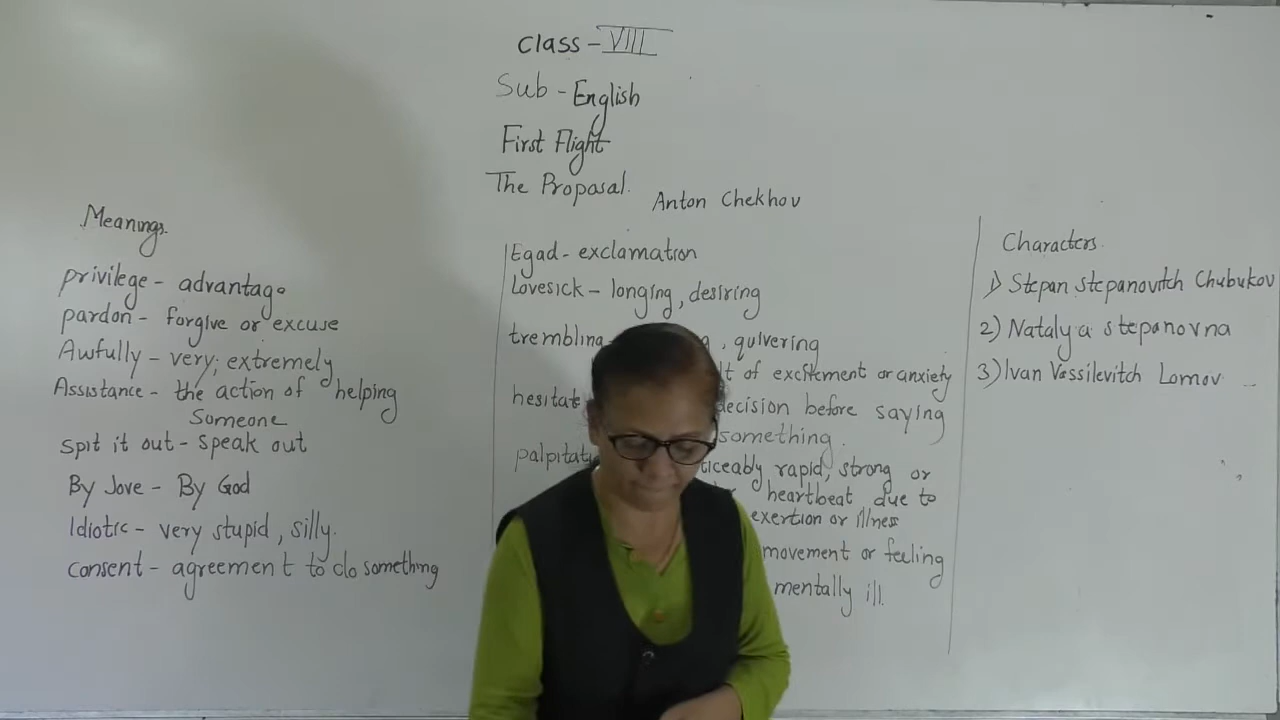 Class - VIII
Sub - English
First Flight
The Proposal.
Anton Chekhov
Meanings.
privilege - advantage
pardon - forgive or excuse
Awfully - very; extremely
Assistance - the action of helping
someone
spit it out - speak out
By Jove - By God
Idiotic - very stupid, silly.
consent - agreement to do something
Egad - exclamation
Lovesick - longing, desiring
trembling , quivering
of excitement or anxiety
hesitate decision before saying
something.
rapid, strong or
heartbeat due to
exertion or illness
movement or feeling
mentally ill.
Characters.
1) Stepan Stepanovitch Chubukov
2) Natalya stepanovna
3) Ivan Vassilevitch Lomov